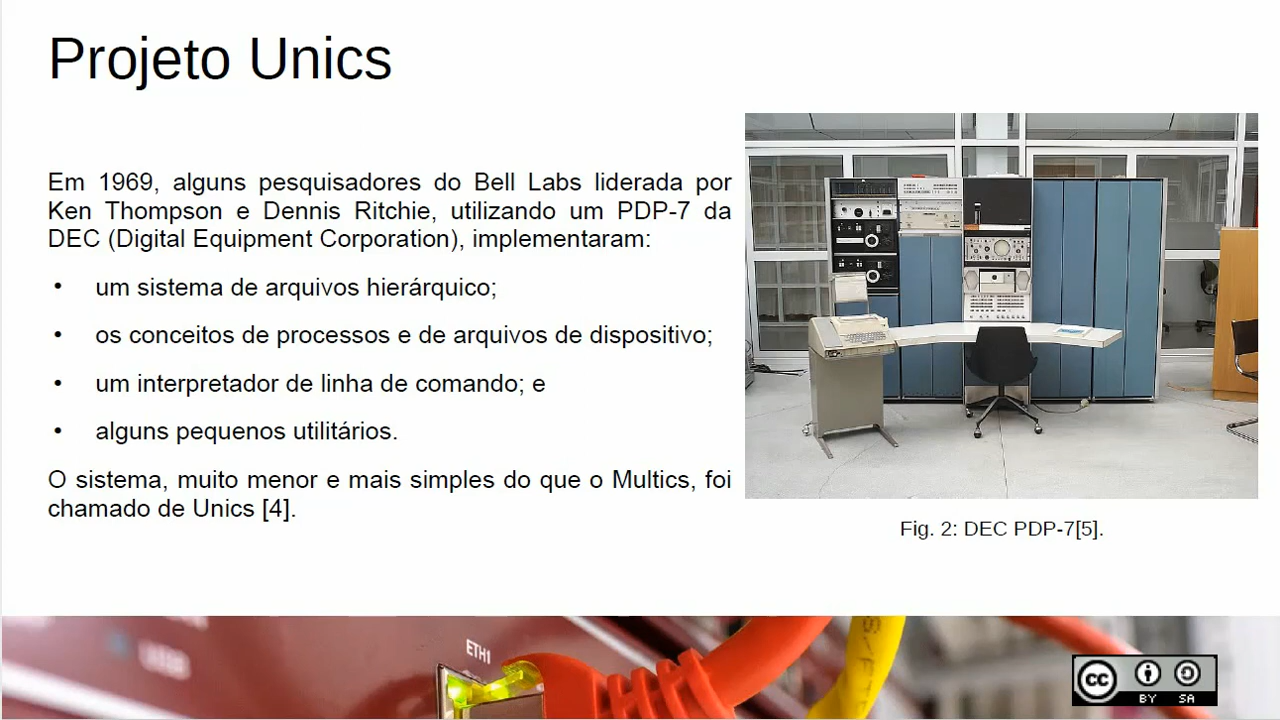 Projeto Unics
Em 1969, alguns pesquisadores do Bell Labs liderada por
Ken Thompson e Dennis Ritchie, utilizando um PDP-7 da
DEC (Digital Equipment Corporation), implementaram:
• um sistema de arquivos hierárquico;
• os conceitos de processos e de arquivos de dispositivo;
• um interpretador de linha de comando; e
• alguns pequenos utilitários.
O sistema, muito menor e mais simples do que o Multics, foi
chamado de Unics [4].
Fig. 2: DEC PDP-7[5].
ETH1
cc
BY SA